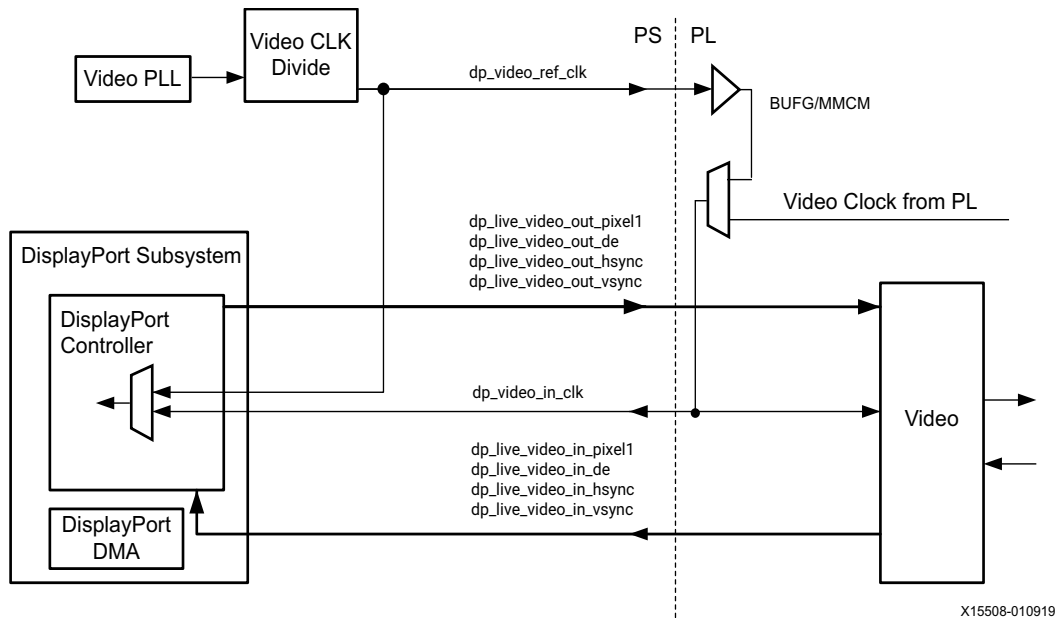 Video PLL
Video CLK
Divide
dp_video_ref_clk
PS
PL
BUFG/MMCM
Video Clock from PL
dp_live_video_out_pixel1
dp_live_video_out_de
dp_live_video_out_hsync
dp_live_video_out_vsync
DisplayPort Subsystem
DisplayPort
Controller
dp_video_in_clk
Video
dp_live_video_in_pixel1
dp_live_video_in_de
dp_live_video_in_hsync
dp_live_video_in_vsync
DisplayPort
DMA
X15508-010919